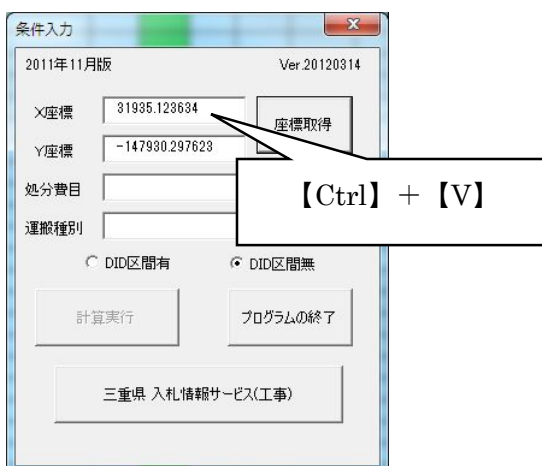 条件入力
2011年11月版 Ver.20120314
X座標 31935.123634 座標取得
Y座標 -147930.297623
【Ctrl】＋【V】
処分費目
運搬種別
DID区間有 DID区間無
計算実行 プログラムの終了
三重県 入札情報サービス(工事)